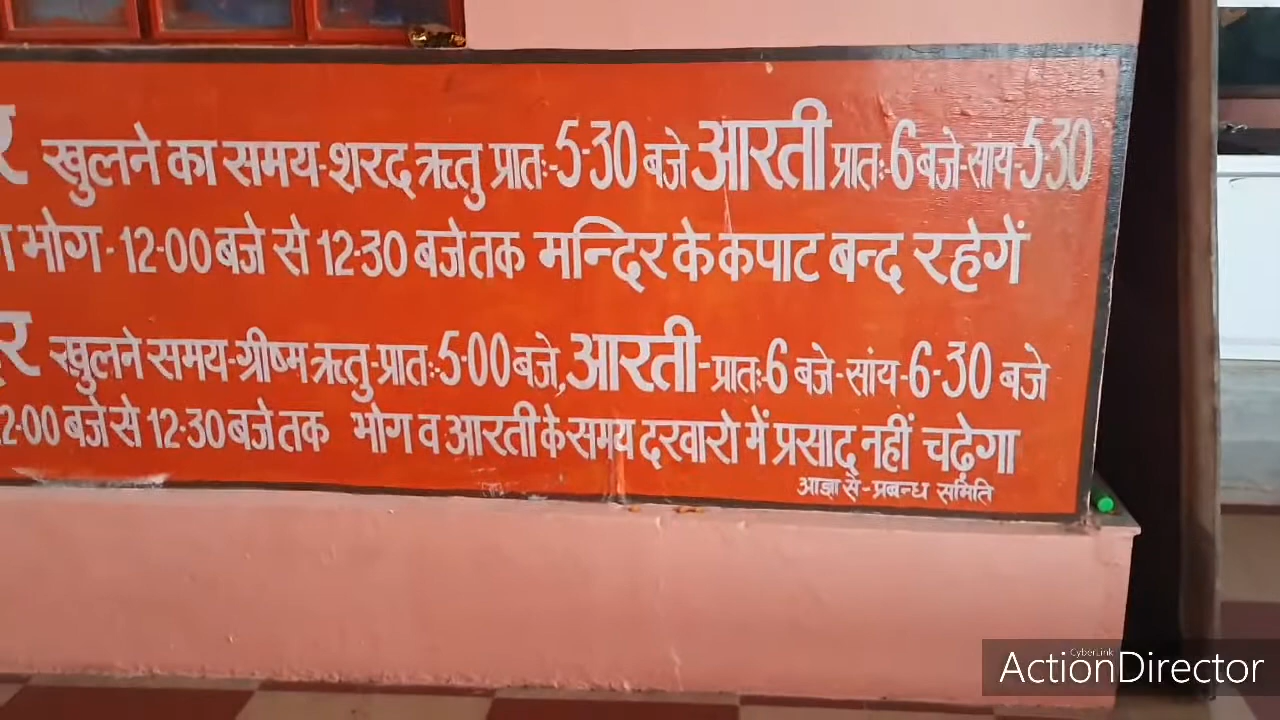 खुलने का समय-शरद ऋतु प्रातः-5-30 बजे आरती प्रातः-6 बजे-सांय-5-30
भोग-12-00 बजे से 12-30 बजे तक मन्दिर के कपाट बन्द रहेगें
खुलने समय-ग्रीष्म ऋतु-प्रातः-5-00 बजे, आरती-प्रातः-6 बजे-सांय-6-30 बजे
2-00 बजे से 12-30 बजे तक भोग व आरती के समय दरवारो में प्रसाद् नहीं चढ़ेगा
आज्ञा से-प्रबन्ध समिति
CyberLink
ActionDirector